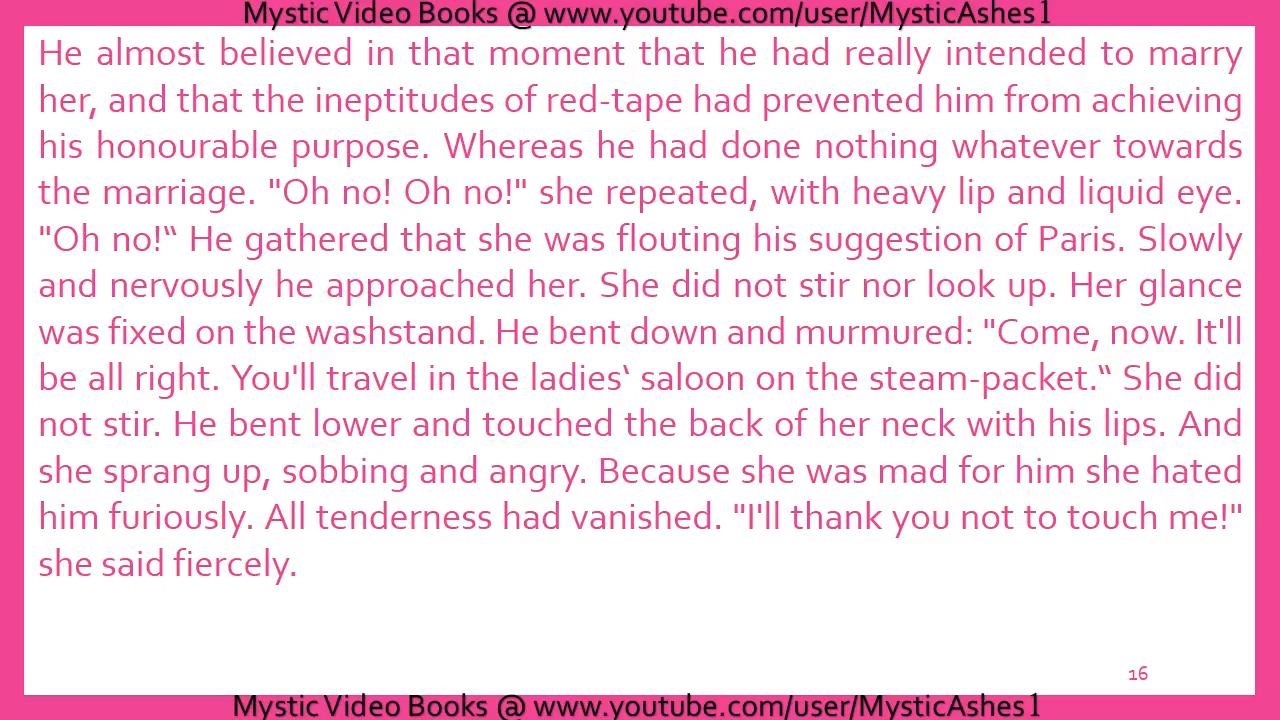 Mystic Video Books @ www.youtube.com/user/MysticAshes1
He almost believed in that moment that he had really intended to marry
her, and that the ineptitudes of red-tape had prevented him from achieving
his honourable purpose. Whereas he had done nothing whatever towards
the marriage. "Oh no! Oh no!" she repeated, with heavy lip and liquid eye.
"Oh no!“ He gathered that she was flouting his suggestion of Paris. Slowly
and nervously he approached her. She did not stir nor look up. Her glance
was fixed on the washstand. He bent down and murmured: "Come, now. It'll
be all right. You'll travel in the ladies‘ saloon on the steam-packet.“ She did
not stir. He bent lower and touched the back of her neck with his lips. And
she sprang up, sobbing and angry. Because she was mad for him she hated
him furiously. All tenderness had vanished. "I'll thank you not to touch me!"
she said fiercely.
16
Mystic Video Books @ www.youtube.com/user/MysticAshes1